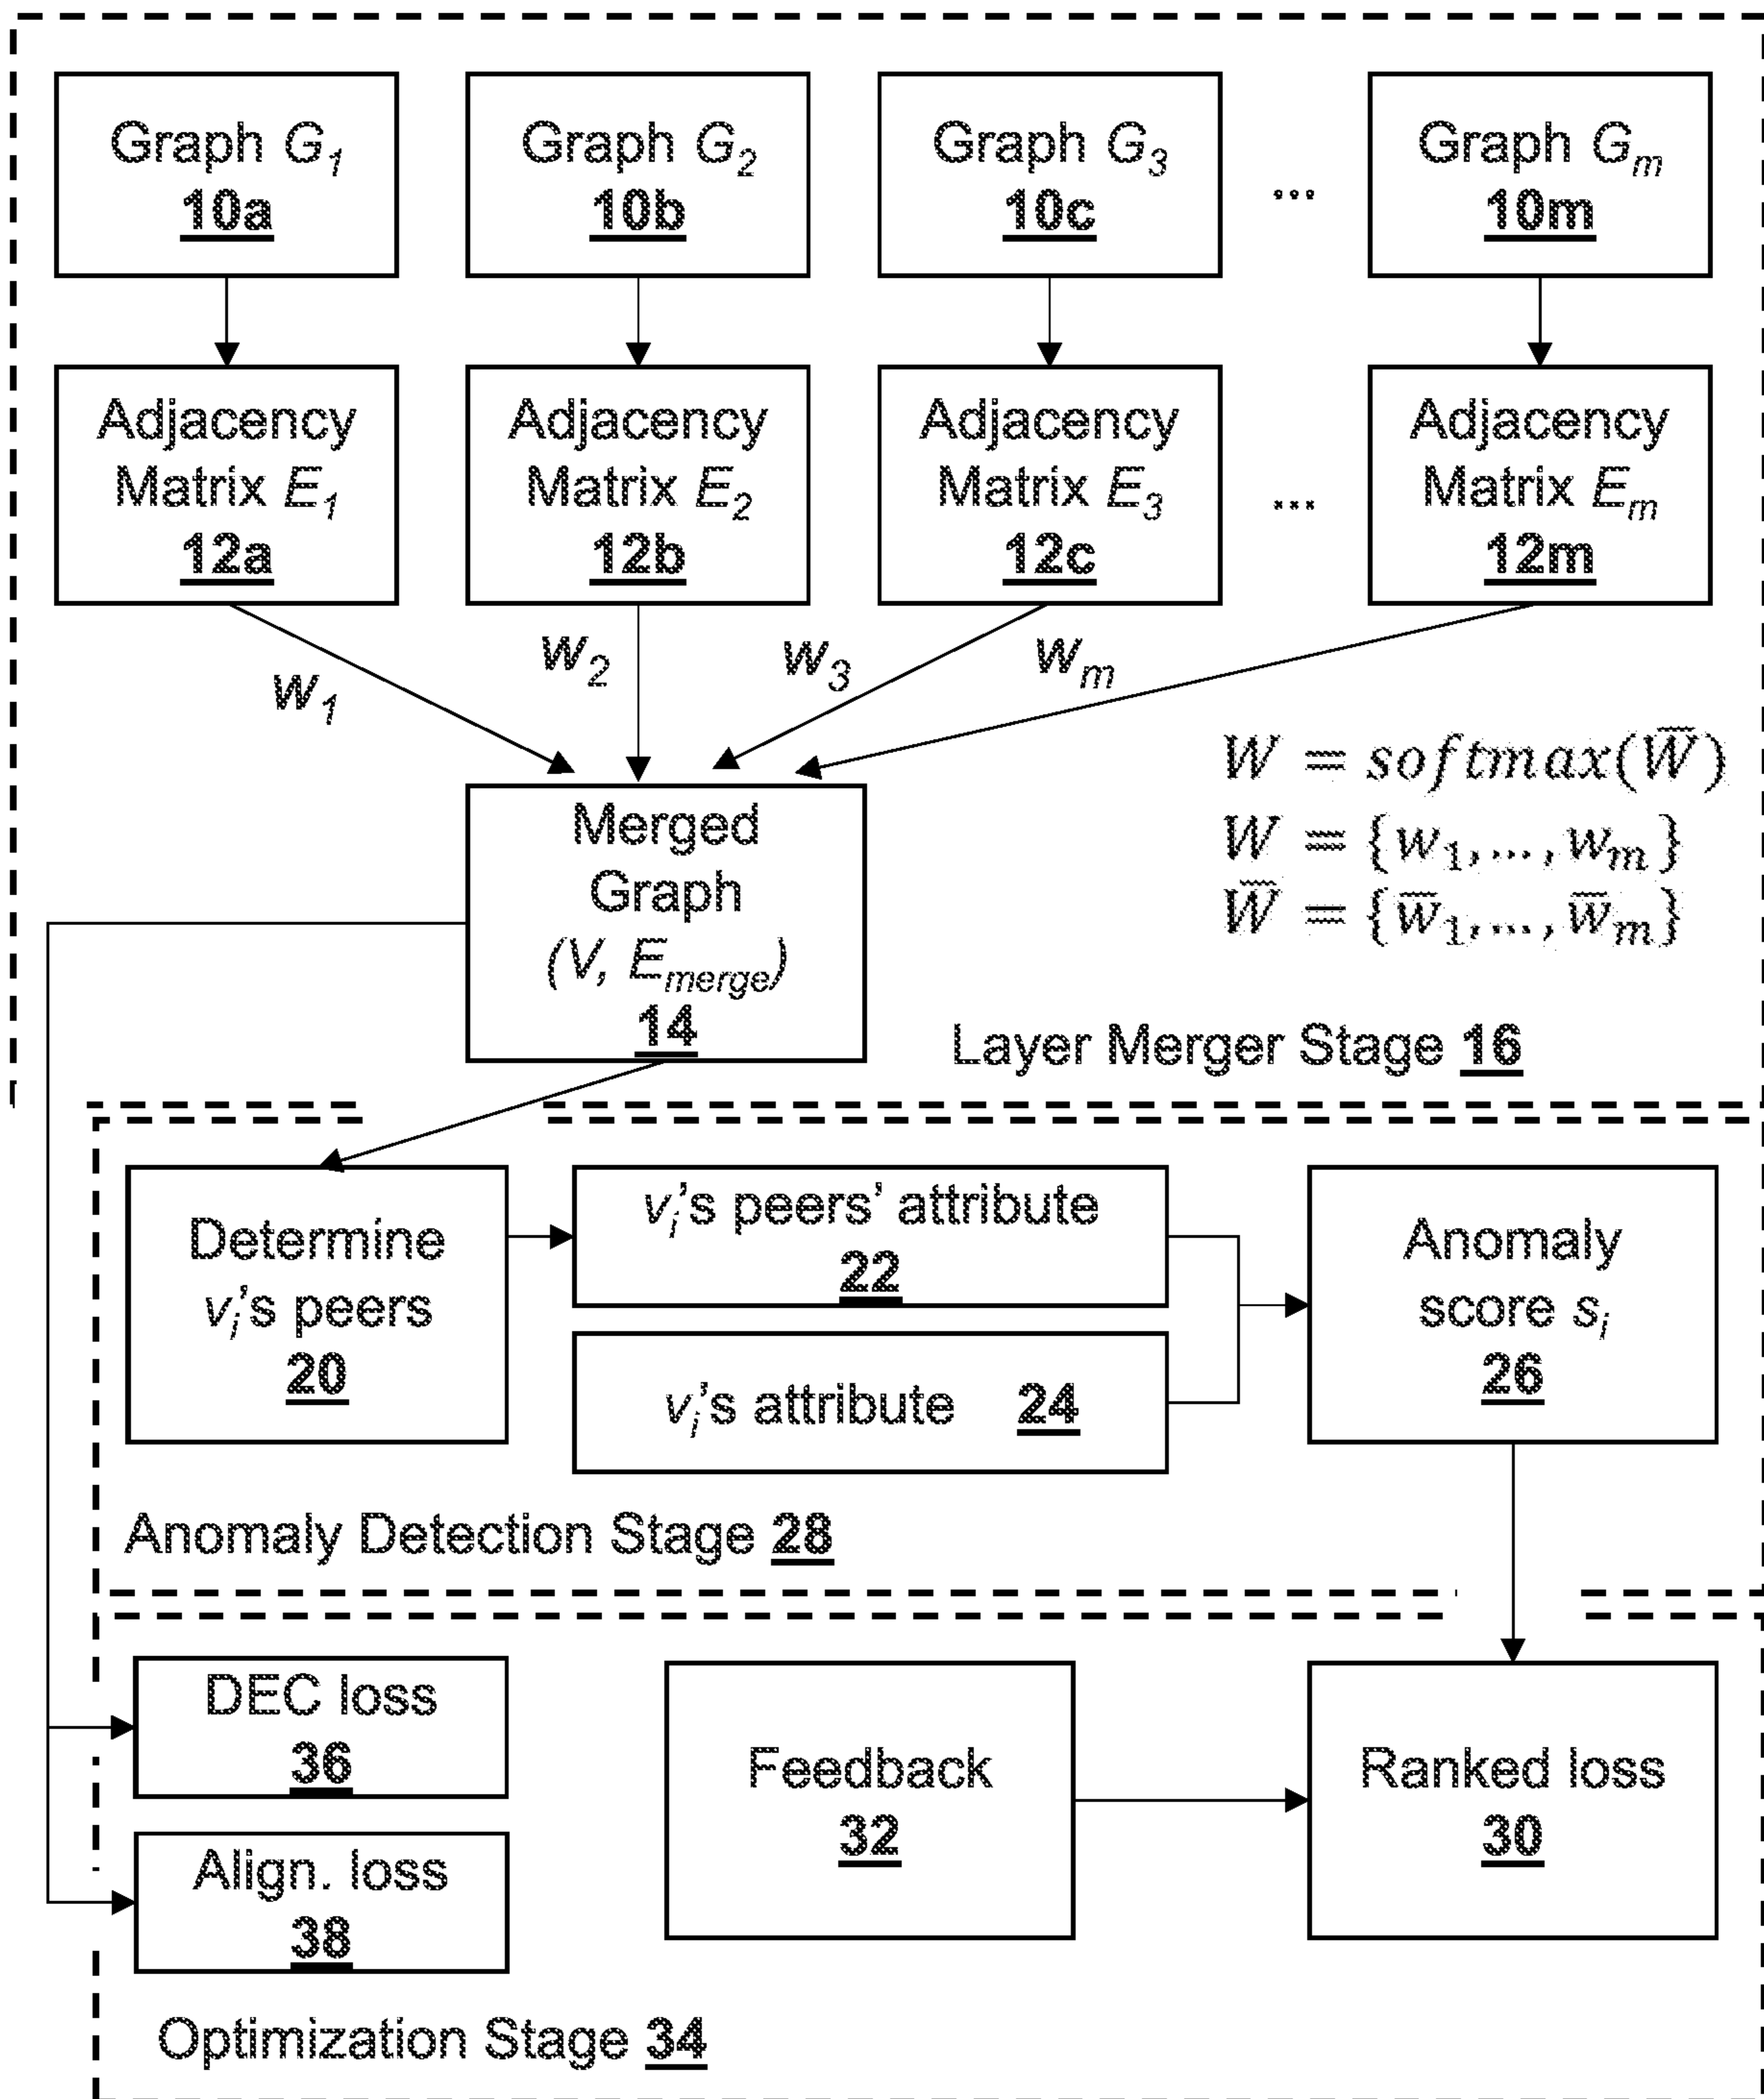 Graph G₁
10a
Graph G₂
10b
Graph G₃
10c
...
Graph Gₘ
10m
Adjacency
Matrix E₁
12a
Adjacency
Matrix E₂
12b
Adjacency
Matrix E₃
12c
...
Adjacency
Matrix Eₘ
12m
w₁
w₂
w₃
wₘ
W = softmax(W̅)
W = {w₁,...,wₘ}
W̅ = {w̅₁,...,w̅ₘ}
Merged
Graph
(V, E_merge)
14
Layer Merger Stage 16
Determine
vᵢ's peers
20
vᵢ's peers' attribute
22
vᵢ's attribute 24
Anomaly
score sᵢ
26
Anomaly Detection Stage 28
DEC loss
36
Align. loss
38
Feedback
32
Ranked loss
30
Optimization Stage 34